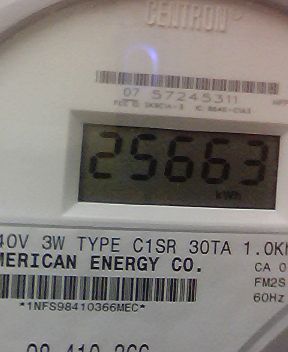 CENTRON®
07 57245311
25663
kWh
40V 3W TYPE C1SR 30TA 1.0K
MERICAN ENERGY CO.
CA 0
FM2S
60Hz
*1NFS98410366MEC*